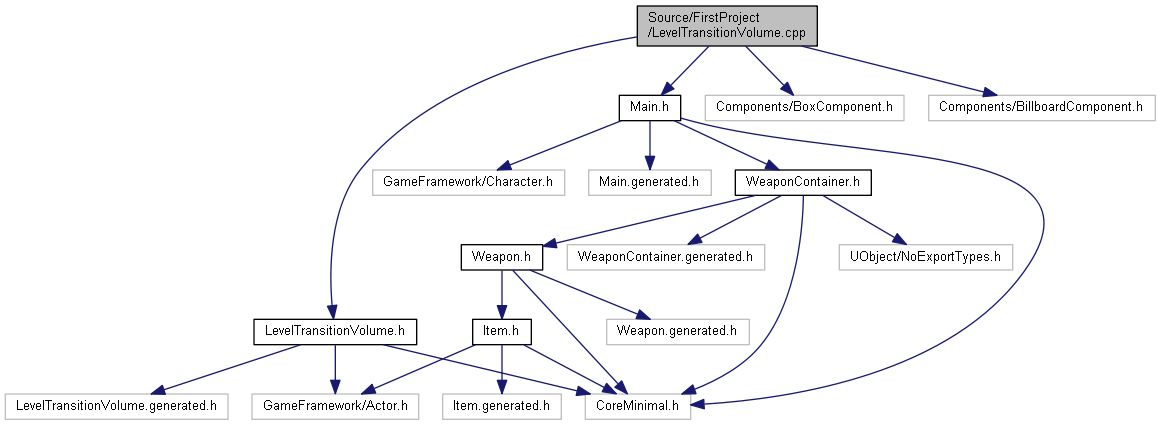 Source/FirstProject
/LevelTransitionVolume.cpp
Main.h
Components/BoxComponent.h
Components/BillboardComponent.h
GameFramework/Character.h
Main.generated.h
WeaponContainer.h
Weapon.h
WeaponContainer.generated.h
UObject/NoExportTypes.h
LevelTransitionVolume.h
Item.h
Weapon.generated.h
LevelTransitionVolume.generated.h
GameFramework/Actor.h
Item.generated.h
CoreMinimal.h